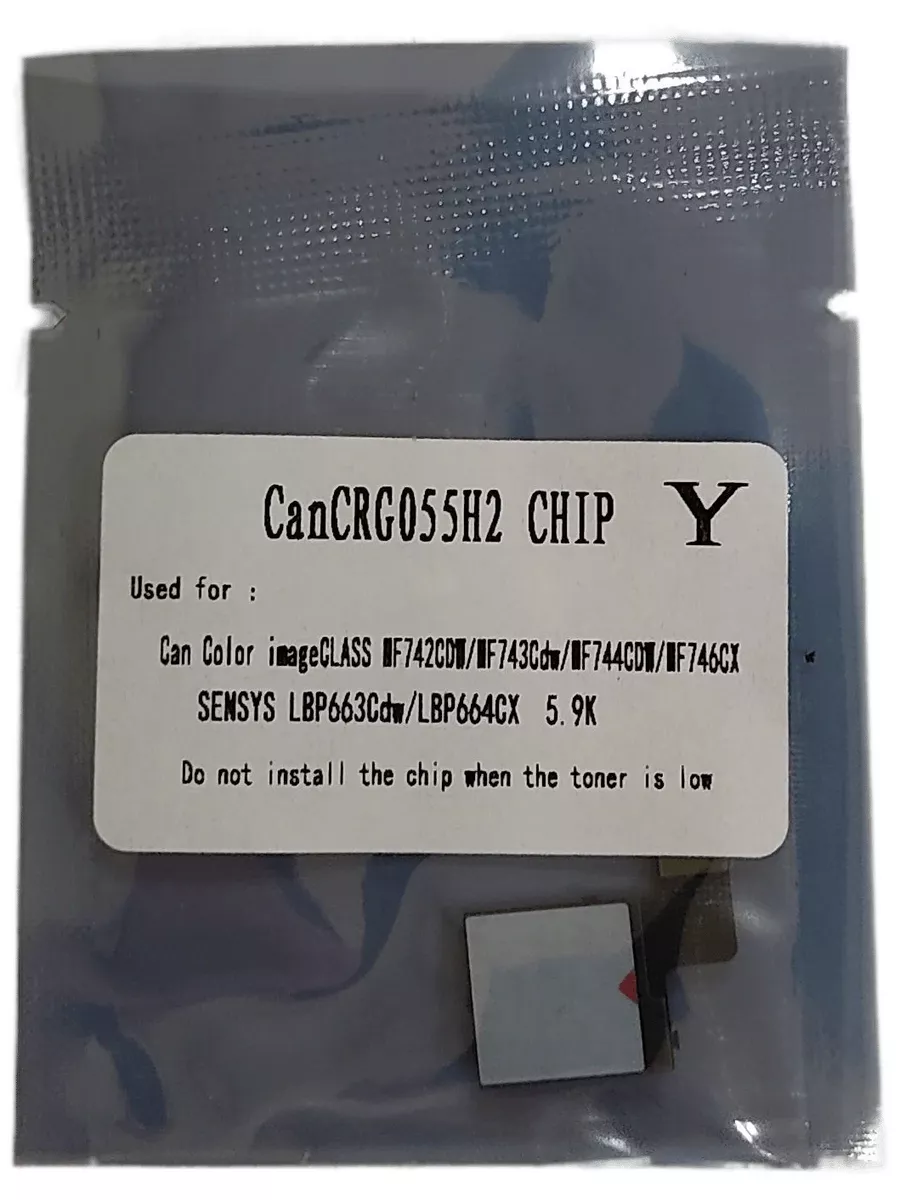 CanCRG055H2 CHIP Y
Used for :
Can Color imageCLASS MF742CDW/MF743Cdw/MF744CDW/MF746CX
SENSYS LBP663Cdw/LBP664CX 5.9K
Do not install the chip when the toner is low